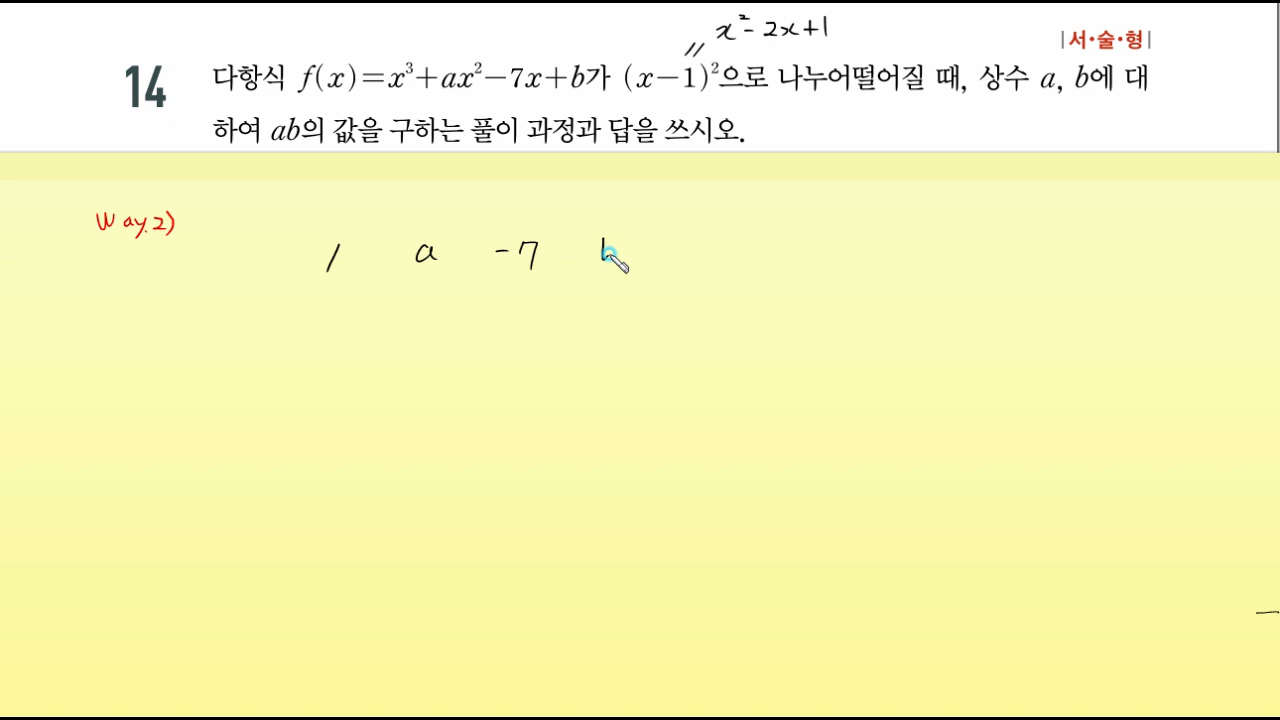 x²-2x+1
〃
|서·술·형|
14 다항식 f(x)=x³+ax²-7x+b가 (x-1)²으로 나누어떨어질 때, 상수 a, b에 대
하여 ab의 값을 구하는 풀이 과정과 답을 쓰시오.
Way.2)
1 a -7